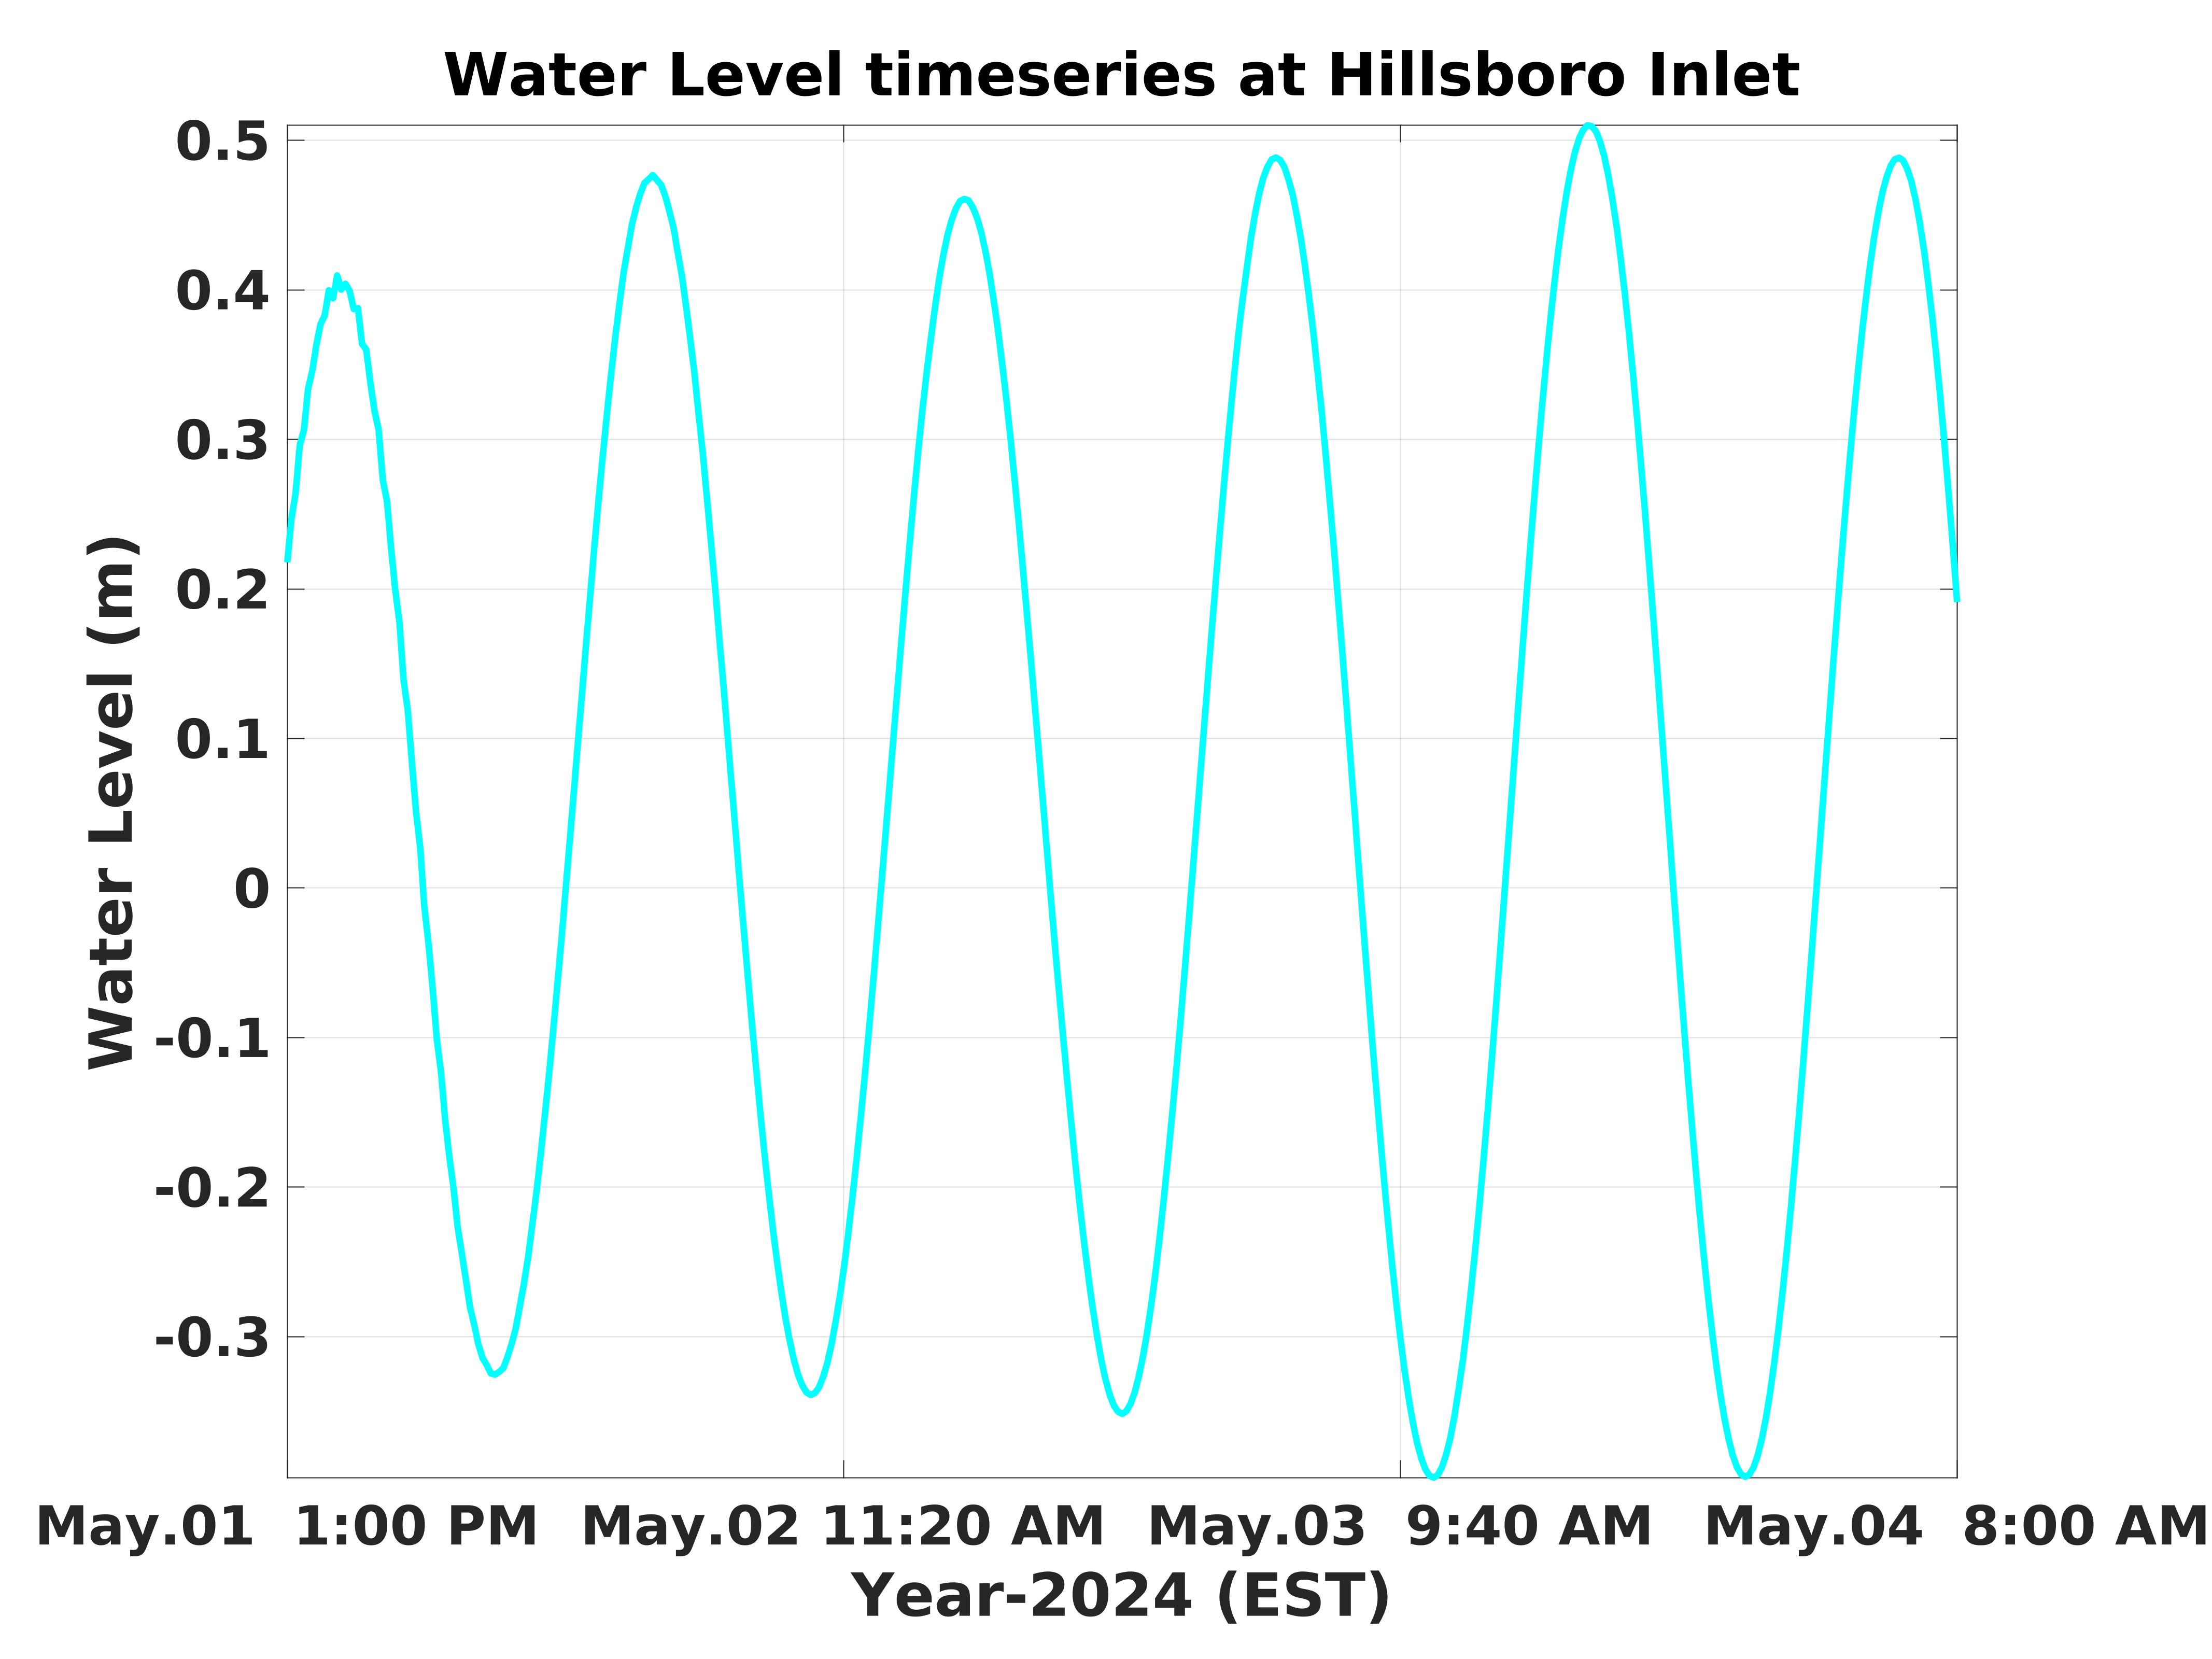 Water Level timeseries at Hillsboro Inlet
0.5
0.4
0.3
0.2
0.1
0
-0.1
-0.2
-0.3
Water Level (m)
May.01 1:00 PM May.02 11:20 AM May.03 9:40 AM May.04 8:00 AM
Year-2024 (EST)